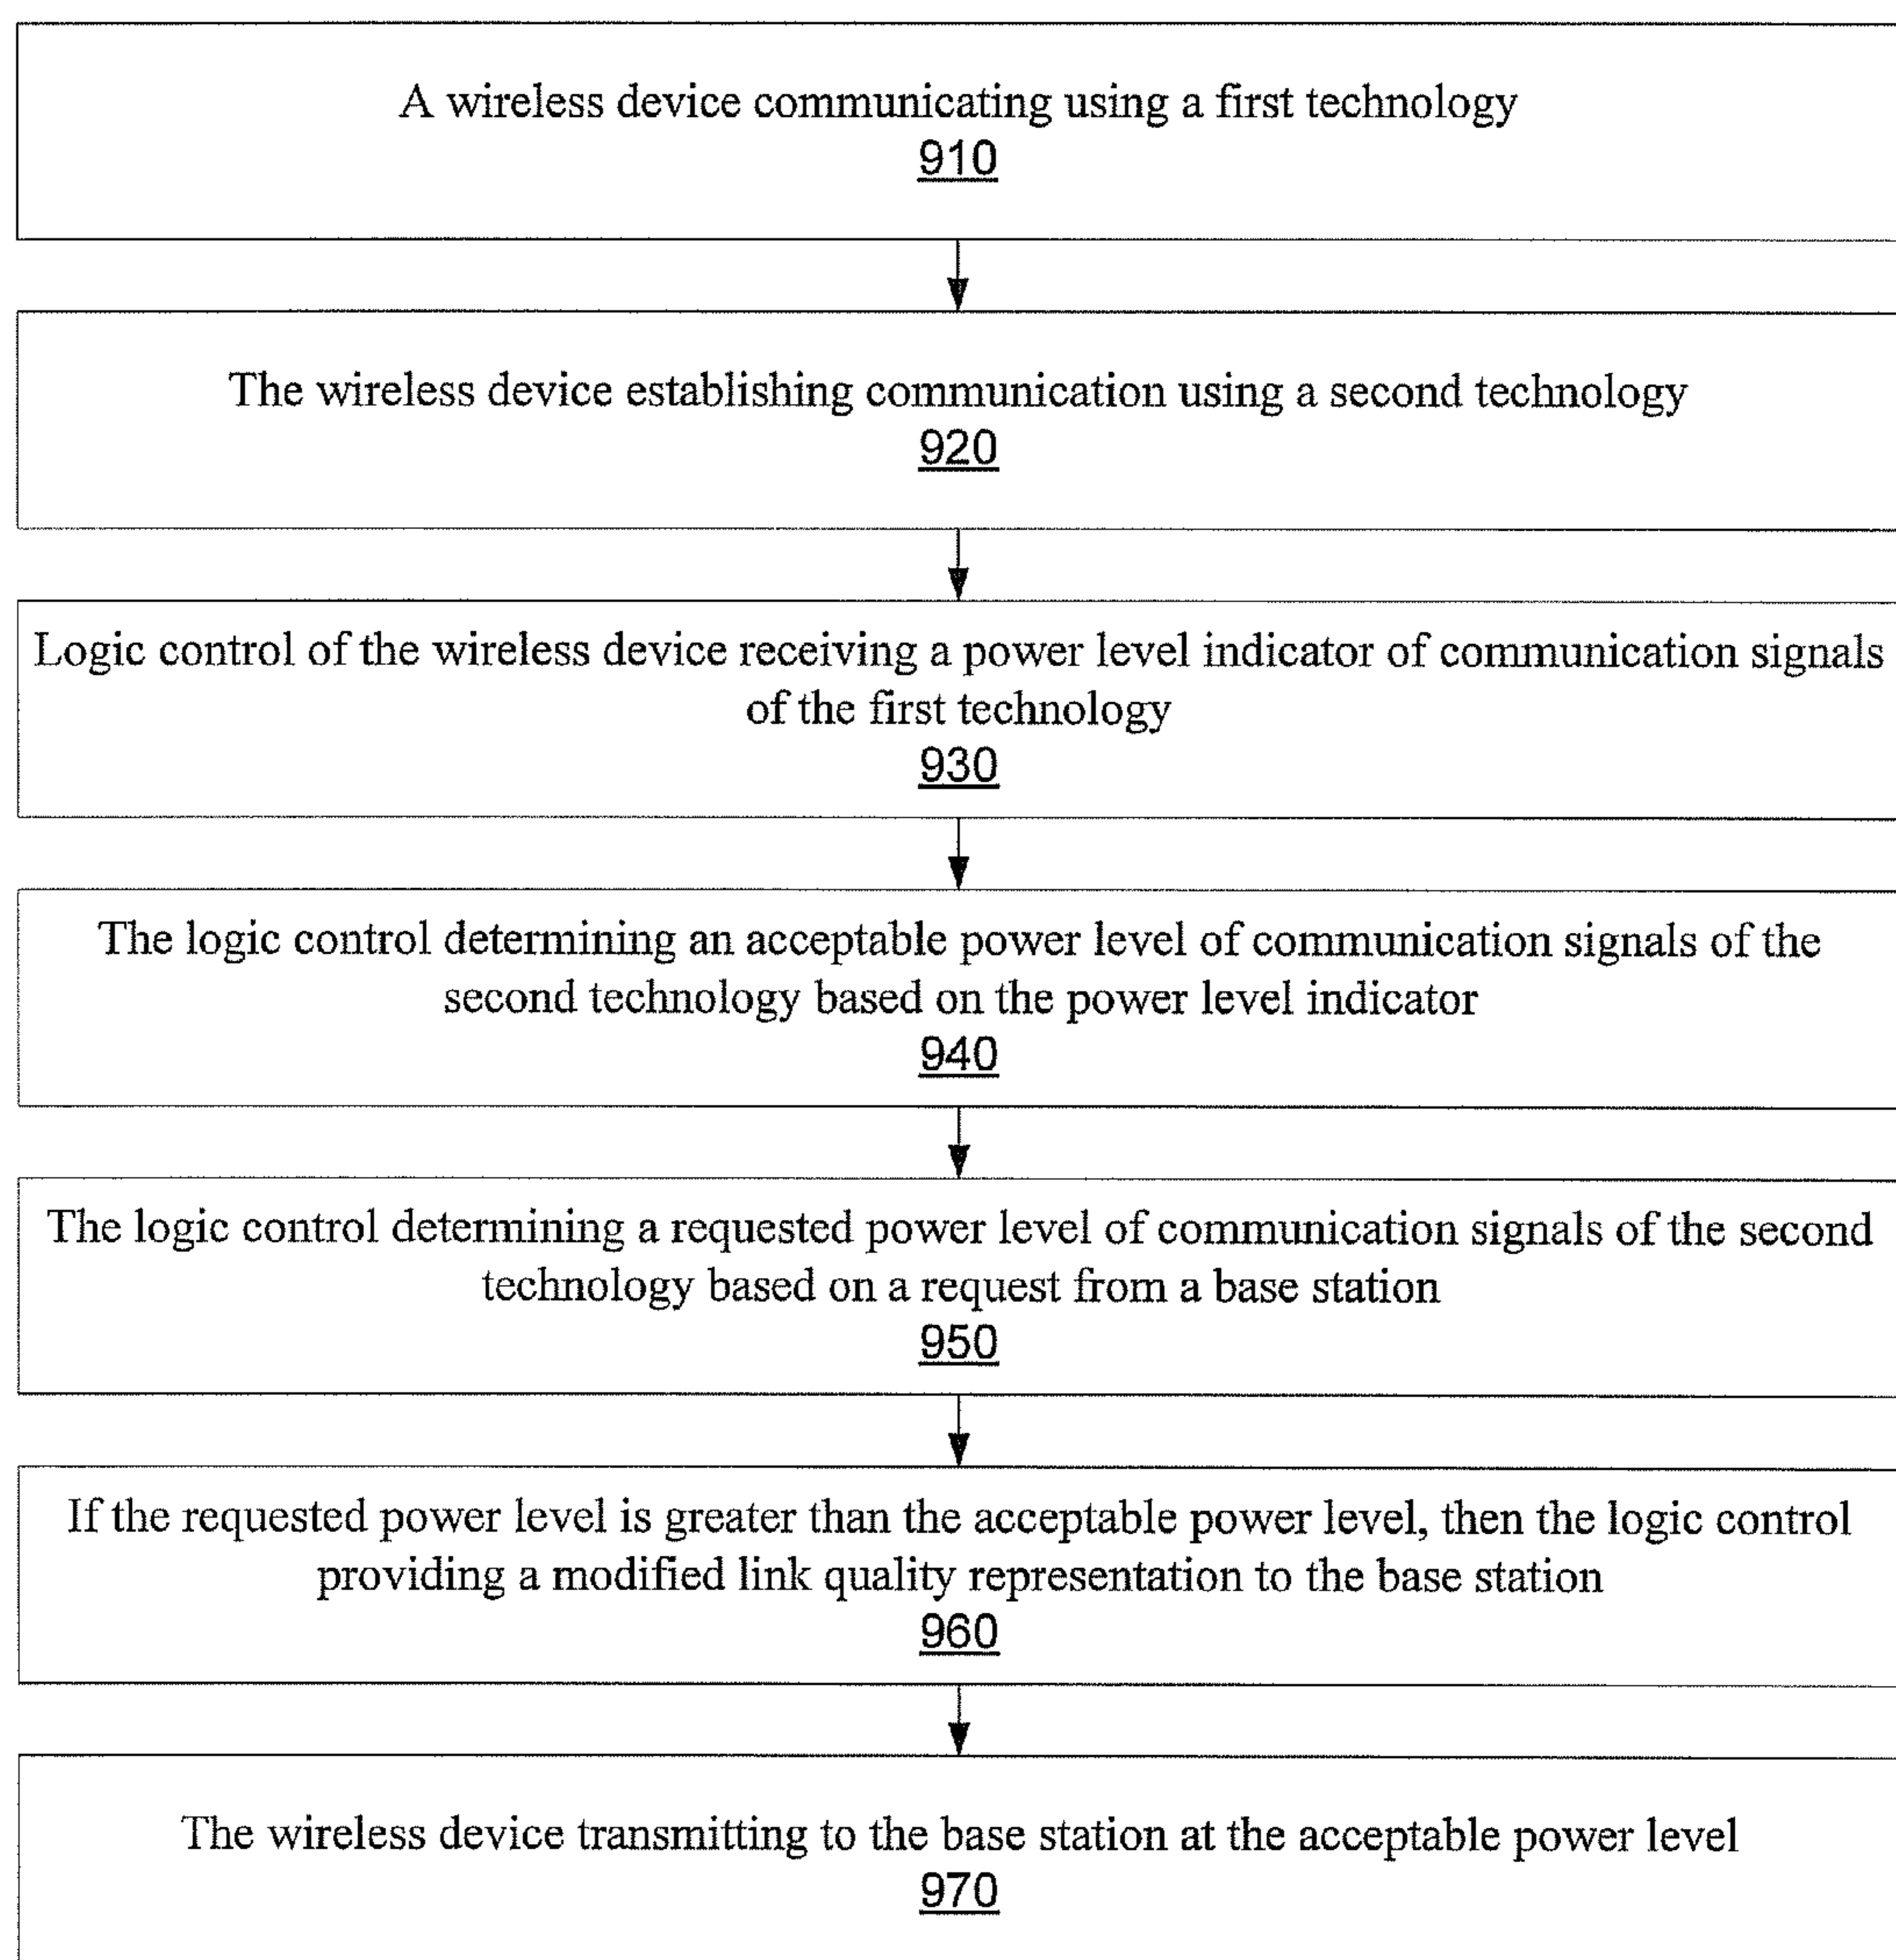 A wireless device communicating using a first technology
910
The wireless device establishing communication using a second technology
920
Logic control of the wireless device receiving a power level indicator of communication signals
of the first technology
930
The logic control determining an acceptable power level of communication signals of the
second technology based on the power level indicator
940
The logic control determining a requested power level of communication signals of the second
technology based on a request from a base station
950
If the requested power level is greater than the acceptable power level, then the logic control
providing a modified link quality representation to the base station
960
The wireless device transmitting to the base station at the acceptable power level
970